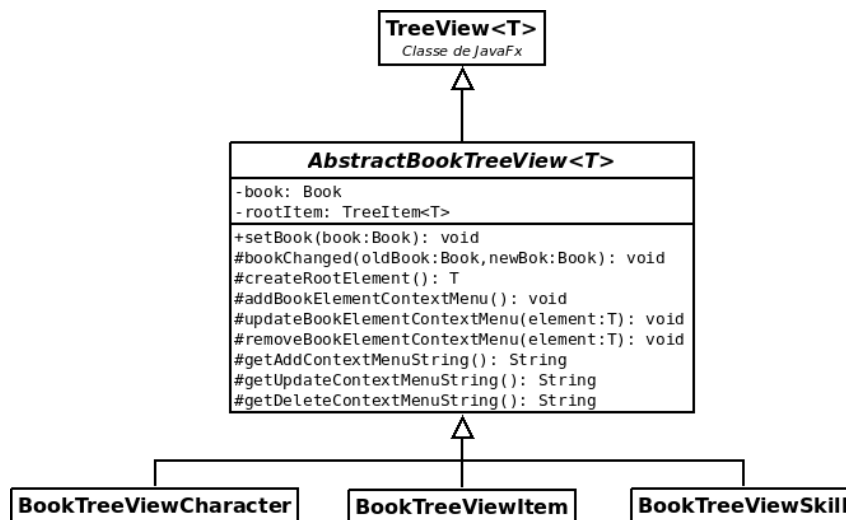 TreeView<T>
Classe de JavaFx
AbstractBookTreeView<T>
-book: Book
-rootItem: TreeItem<T>
+setBook(book:Book): void
#bookChanged(oldBook:Book,newBok:Book): void
#createRootElement(): T
#addBookElementContextMenu(): void
#updateBookElementContextMenu(element:T): void
#removeBookElementContextMenu(element:T): void
#getAddContextMenuString(): String
#getUpdateContextMenuString(): String
#getDeleteContextMenuString(): String
BookTreeViewCharacter
BookTreeViewItem
BookTreeViewSkill